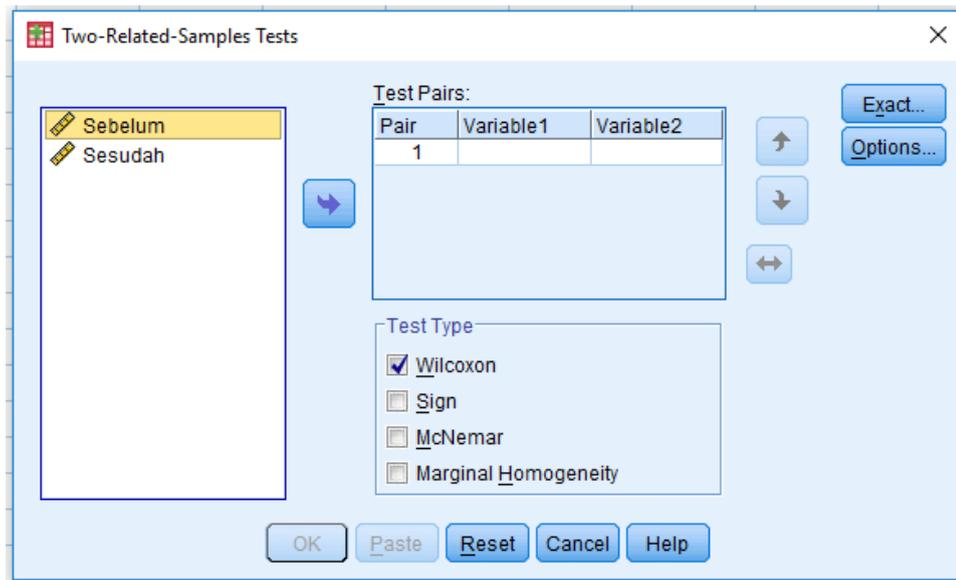 Two-Related-Samples Tests
Sebelum
Sesudah
Test Pairs:
Pair Variable1 Variable2
1
Exact...
Options...
Test Type
Wilcoxon
Sign
McNemar
Marginal Homogeneity
OK Paste Reset Cancel Help